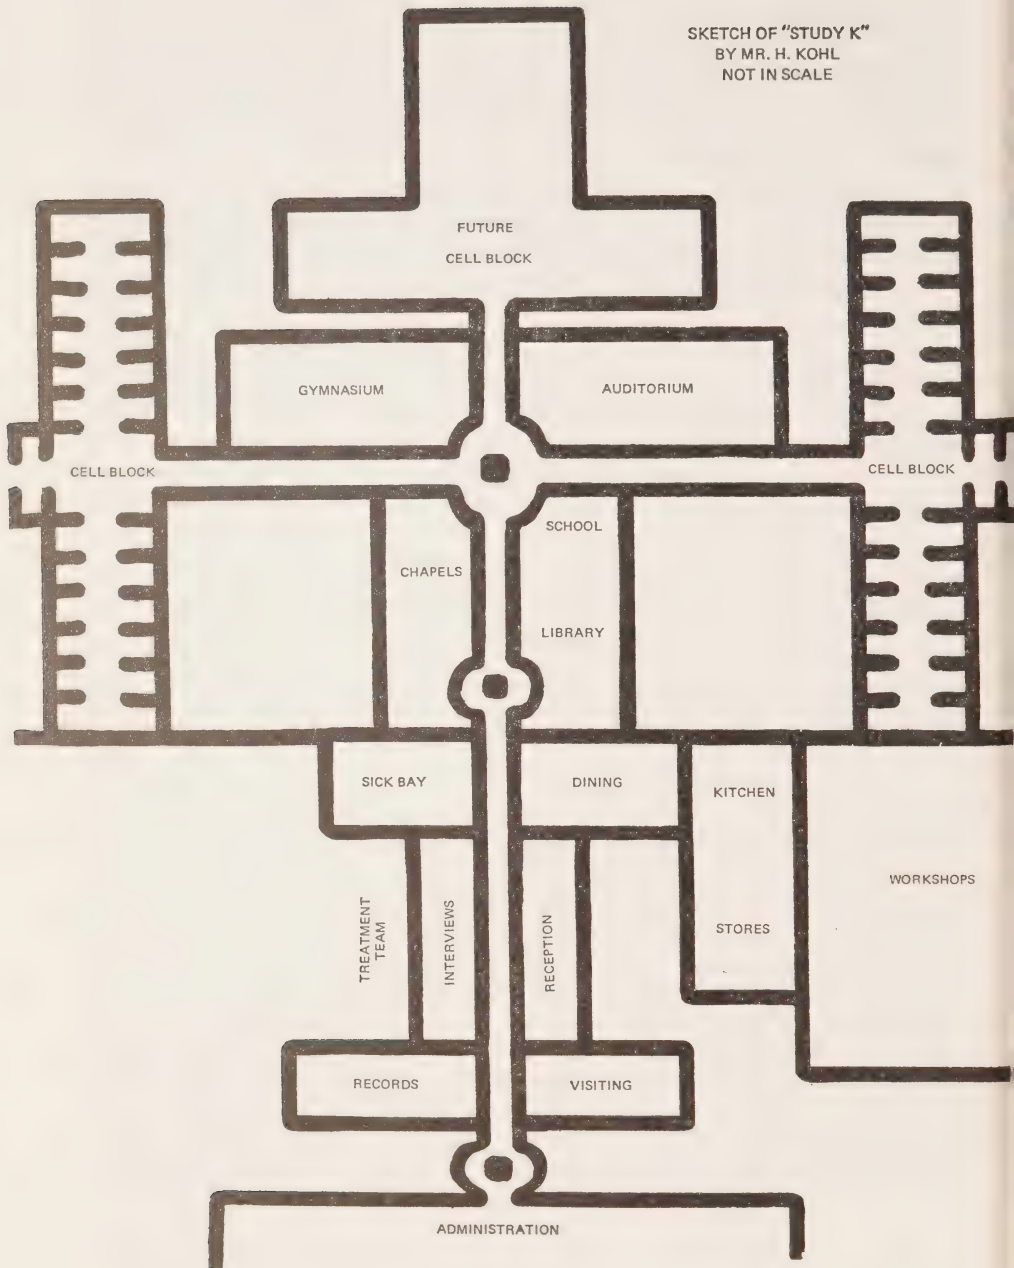 SKETCH OF "STUDY K"
BY MR. H. KOHL
NOT IN SCALE
FUTURE
CELL BLOCK
GYMNASIUM
AUDITORIUM
CELL BLOCK
CELL BLOCK
SCHOOL
CHAPELS
LIBRARY
SICK BAY
DINING
KITCHEN
WORKSHOPS
TREATMENT
TEAM
INTERVIEWS
RECEPTION
STORES
RECORDS
VISITING
ADMINISTRATION